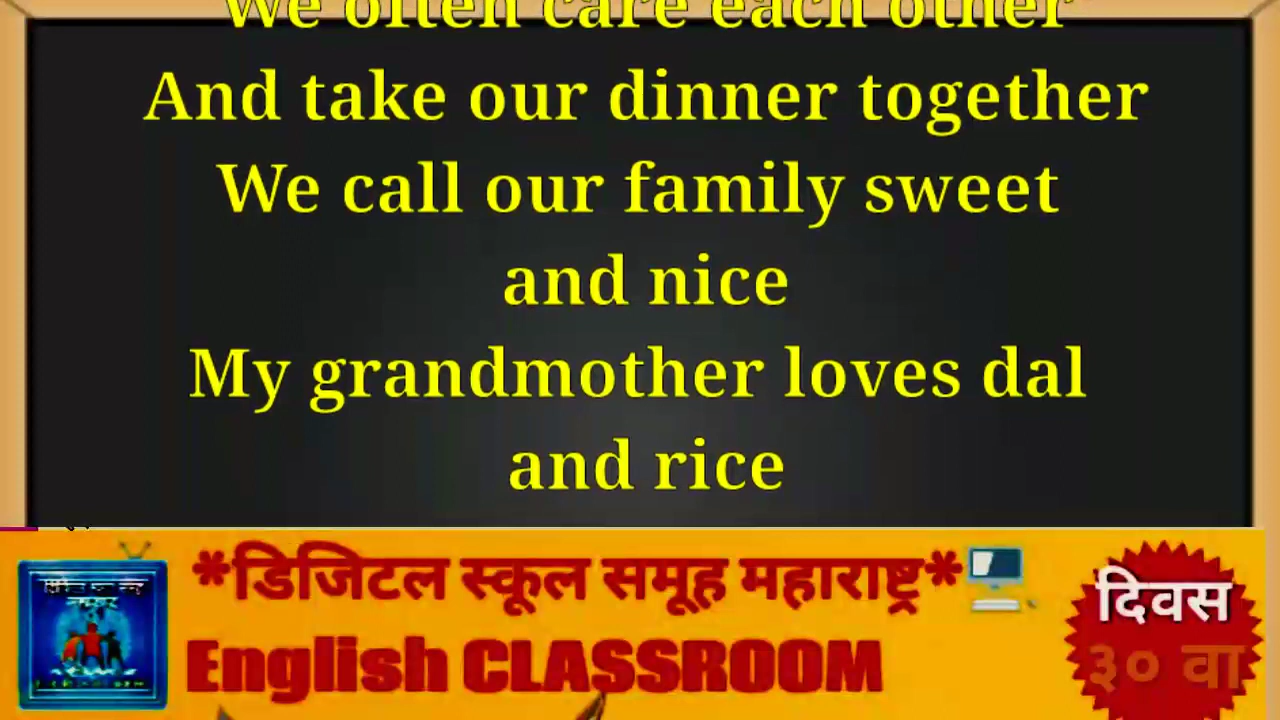 We often care each other
And take our dinner together
We call our family sweet
and nice
My grandmother loves dal
and rice
*डिजिटल स्कूल समूह महाराष्ट्र*
English CLASSROOM
दिवस
३० वा